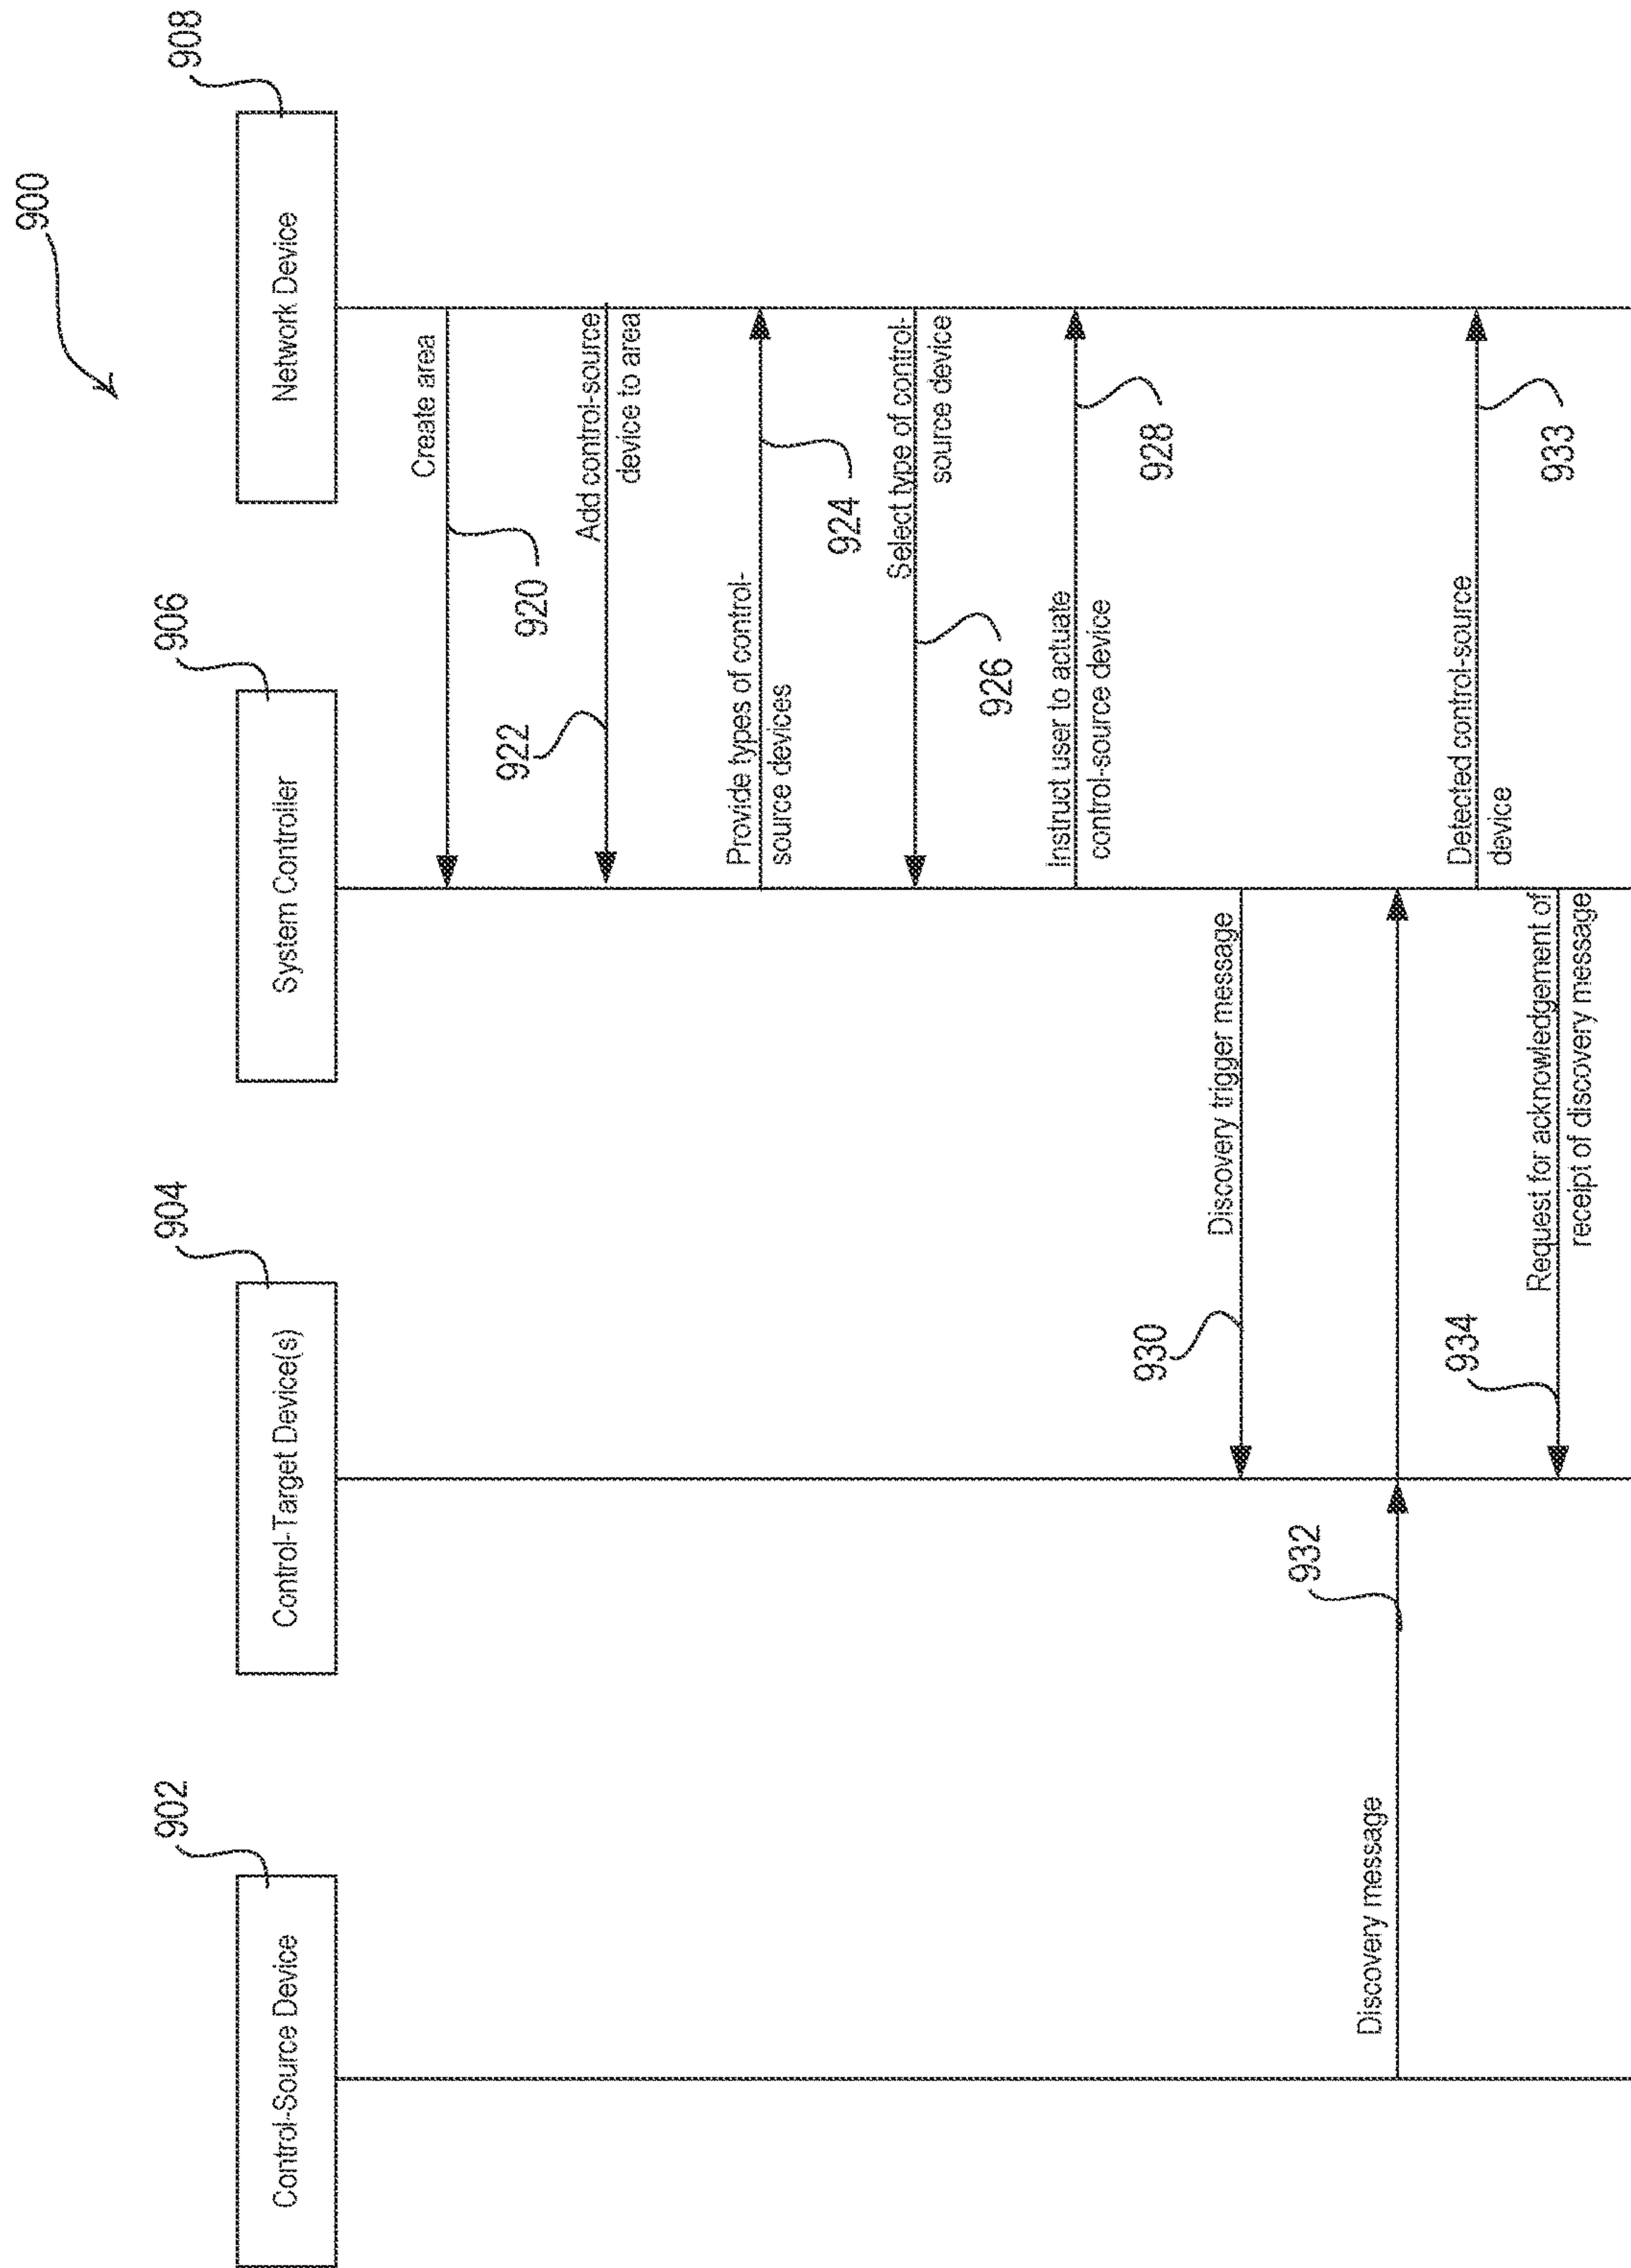 900
902
904
906
908
Control-Source Device
Control-Target Device(s)
System Controller
Network Device
Create area
920
Add control-source
device to area
922
Provide types of control-
source devices
924
Select type of control-
source device
926
Instruct user to actuate
control-source device
928
Discovery trigger message
930
Discovery message
932
Detected control-source
device
933
Request for acknowledgement of
receipt of discovery message
934